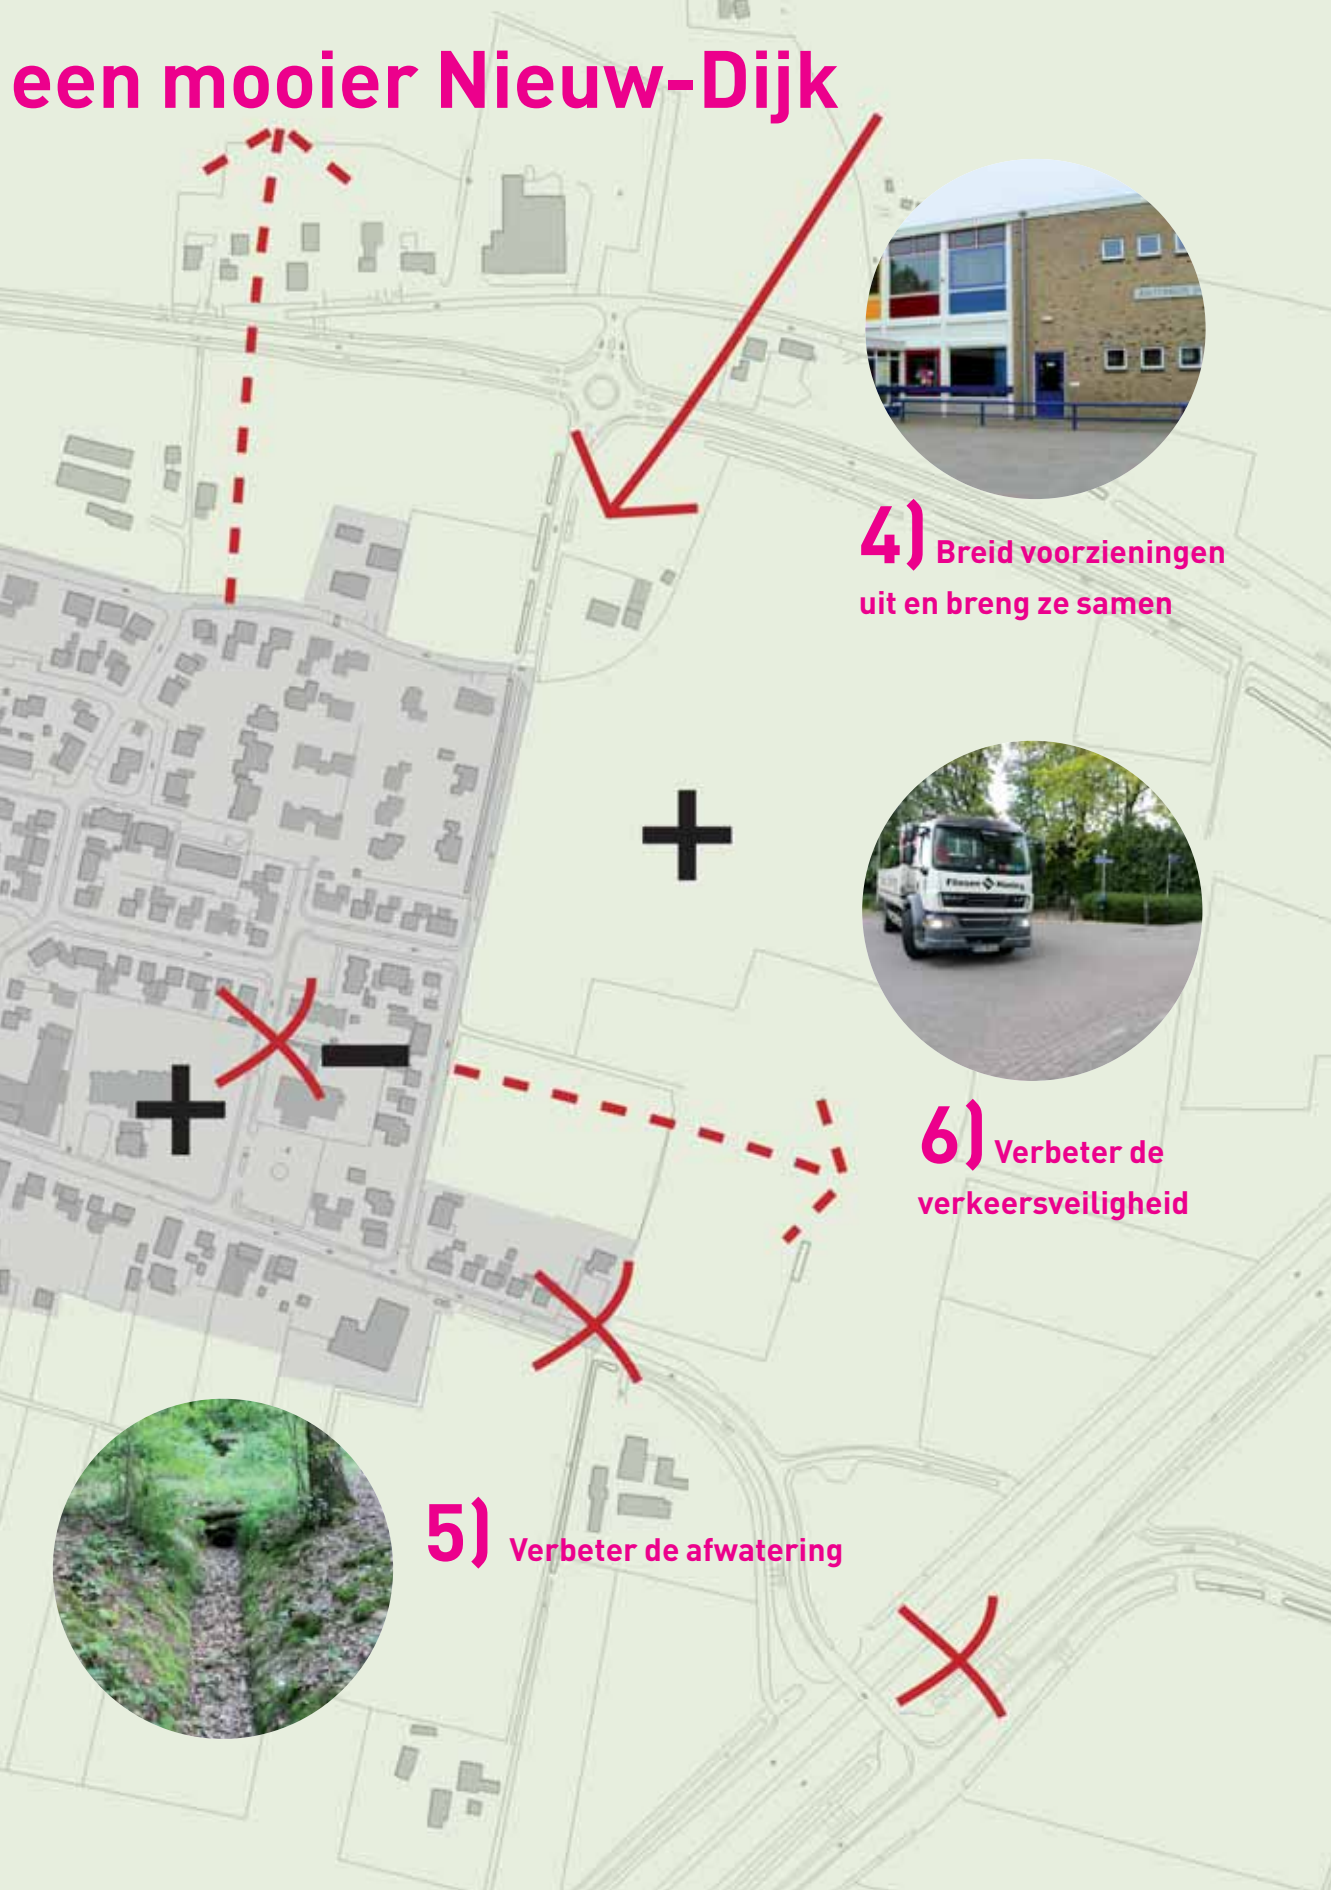 een mooier Nieuw-Dijk
4) Breid voorzieningen
uit en breng ze samen
6) Verbeter de
verkeersveiligheid
5) Verbeter de afwatering